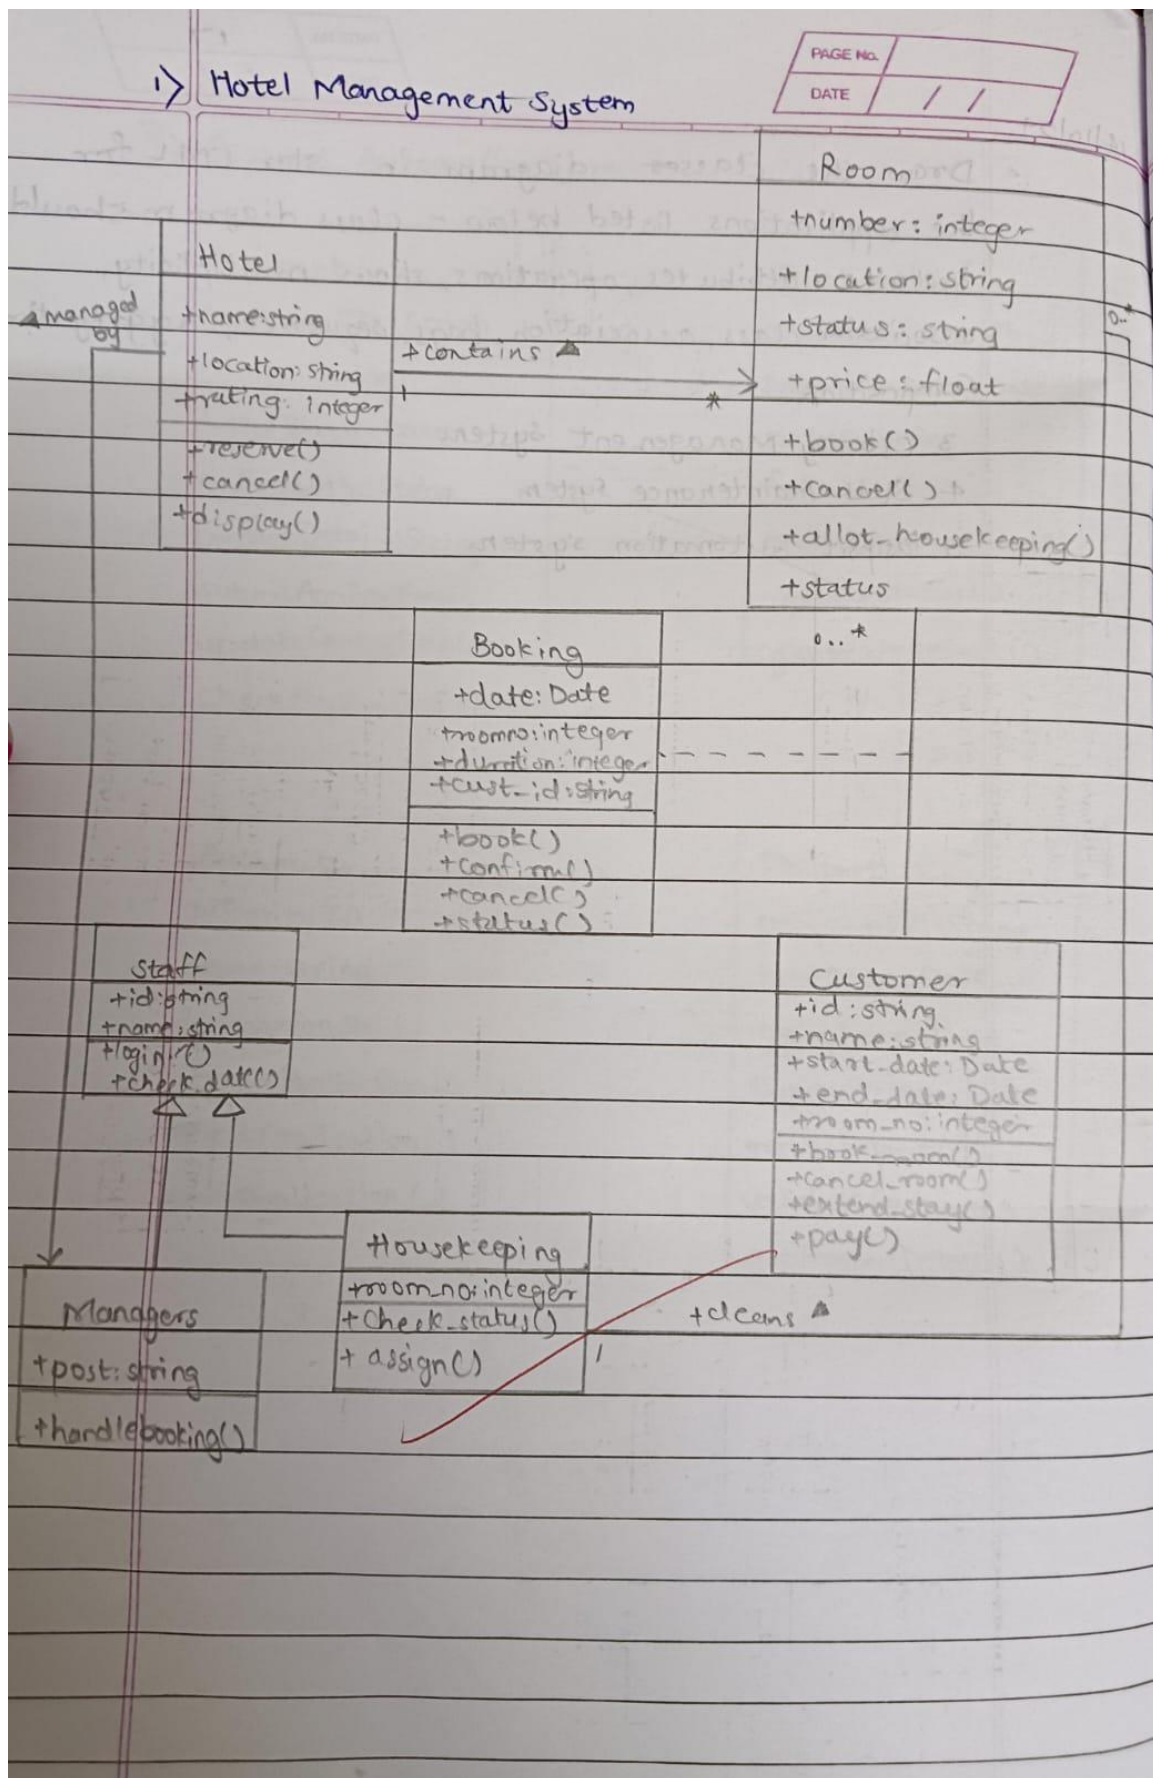 PAGE No.
DATE / /
1) Hotel Management System
Room
+number: integer
+location: string
+status: string
+price: float
+book()
+cancel()
+allot_housekeeping()
+status
0..*
Hotel
+name:string
+location: string
+rating: integer
+reserve()
+cancel()
+display()
managed
by
+contains
1
*
0..*
Booking
+date: Date
+roomno:integer
+duration:integer
+cust_id:string
+book()
+confirm()
+cancel()
+status()
Staff
+id:string
+name:string
+login()
+check_date()
Customer
+id:string
+name:string
+start_date: Date
+end_date: Date
+room_no:integer
+book_room()
+cancel_room()
+extend_stay()
+pay()
Housekeeping
+room_no:integer
+Check_status()
+assign()
+cleans
1
Managers
+post:string
+handlebooking()